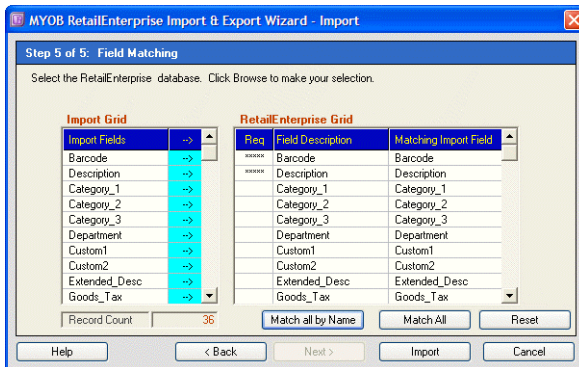 MYOB RetailEnterprise Import & Export Wizard - Import
Step 5 of 5: Field Matching
Select the RetailEnterprise database. Click Browse to make your selection.
Import Grid RetailEnterprise Grid
Import Fields --> Req Field Description Matching Import Field
Barcode --> ***** Barcode Barcode
Description --> ***** Description Description
Category_1 --> Category_1 Category_1
Category_2 --> Category_2 Category_2
Category_3 --> Category_3 Category_3
Department --> Department Department
Custom1 --> Custom1 Custom1
Custom2 --> Custom2 Custom2
Extended_Desc --> Extended_Desc Extended_Desc
Goods_Tax --> Goods_Tax Goods_Tax
Record Count 36 Match all by Name Match All Reset
Help < Back Next > Import Cancel